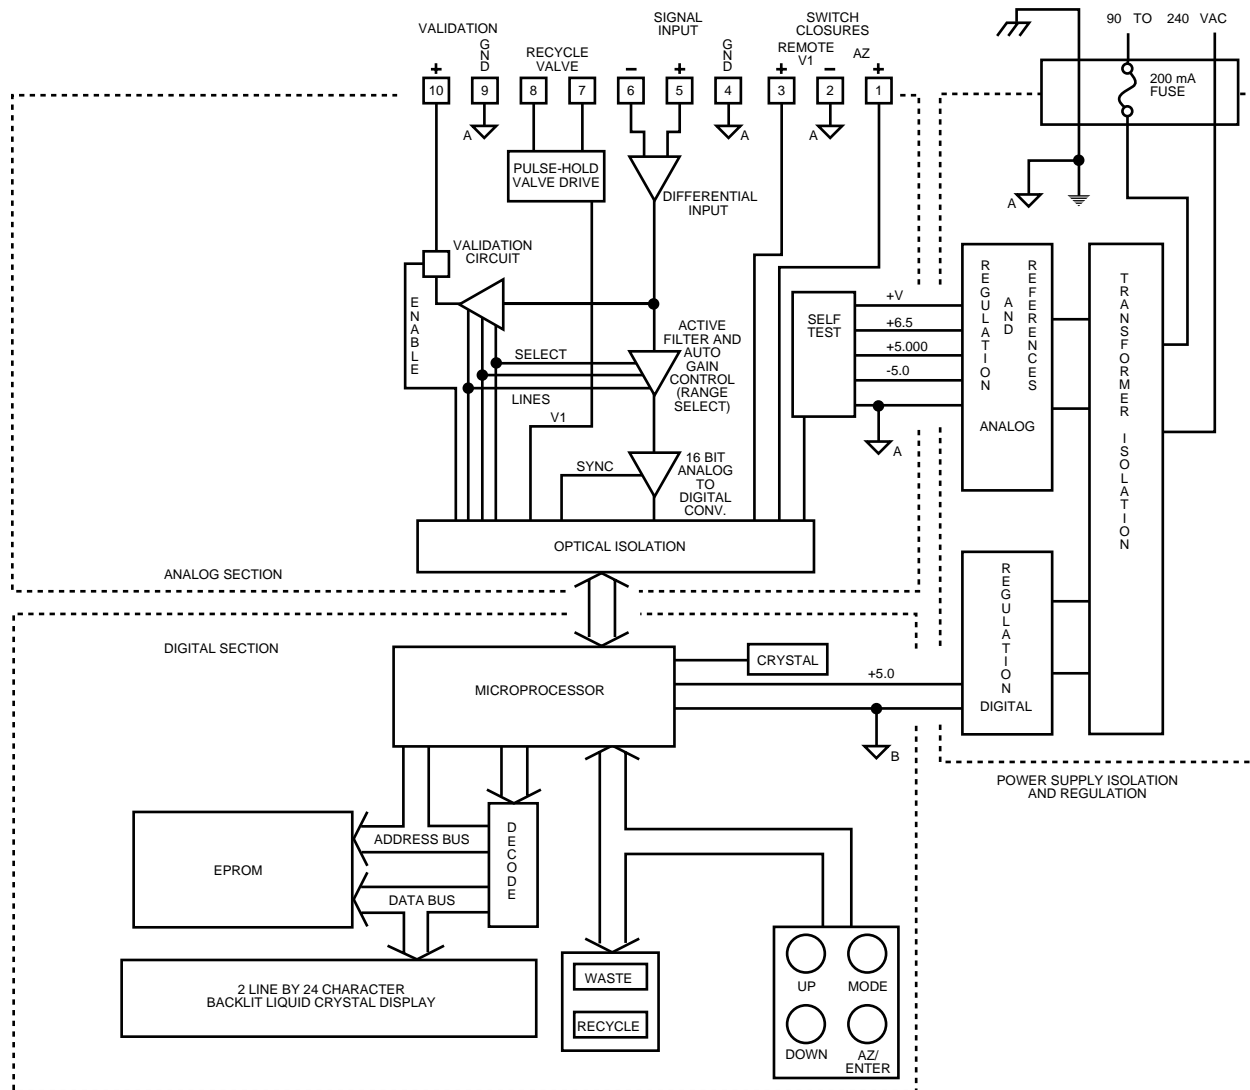 VALIDATION
GND
RECYCLE
VALVE
SIGNAL
INPUT
GND
SWITCH
CLOSURES
REMOTE
V1
AZ
90 TO 240 VAC
+ − + + − +
10 9 8 7 6 5 4 3 2 1
200 mA
FUSE
A
A
A
A
PULSE-HOLD
VALVE DRIVE
DIFFERENTIAL
INPUT
VALIDATION
CIRCUIT
ENABLE
SELECT
LINES
V1
ACTIVE
FILTER AND
AUTO
GAIN
CONTROL
(RANGE
SELECT)
SYNC
16 BIT
ANALOG
TO
DIGITAL
CONV.
SELF
TEST
+V
+6.5
+5.000
-5.0
A
REGULATION
AND
REFERENCES
ANALOG
TRANSFORMER ISOLATION
OPTICAL ISOLATION
ANALOG SECTION
DIGITAL SECTION
MICROPROCESSOR
CRYSTAL
+5.0
B
REGULATION
DIGITAL
POWER SUPPLY ISOLATION
AND REGULATION
EPROM
ADDRESS BUS
DATA BUS
DECODE
2 LINE BY 24 CHARACTER
BACKLIT LIQUID CRYSTAL DISPLAY
WASTE
RECYCLE
UP
MODE
DOWN
AZ/
ENTER